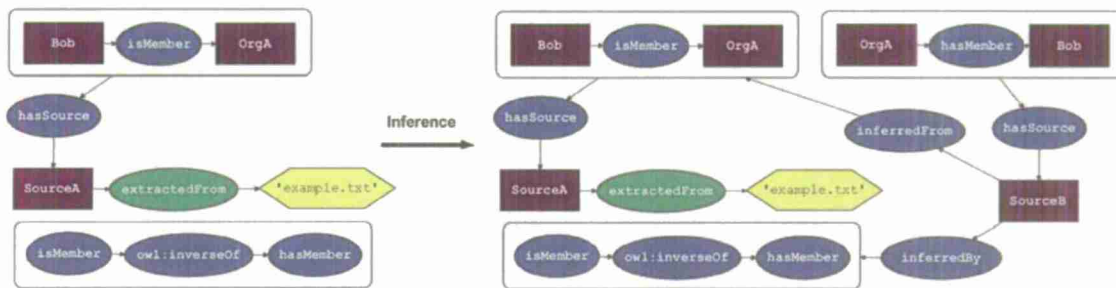 Bob isMember OrgA
hasSource
SourceA extractedFrom 'example.txt'
isMember owl:inverseOf hasMember
Inference
Bob isMember OrgA
OrgA hasMember Bob
hasSource
inferredFrom
hasSource
SourceA extractedFrom 'example.txt'
SourceB
isMember owl:inverseOf hasMember
inferredBy